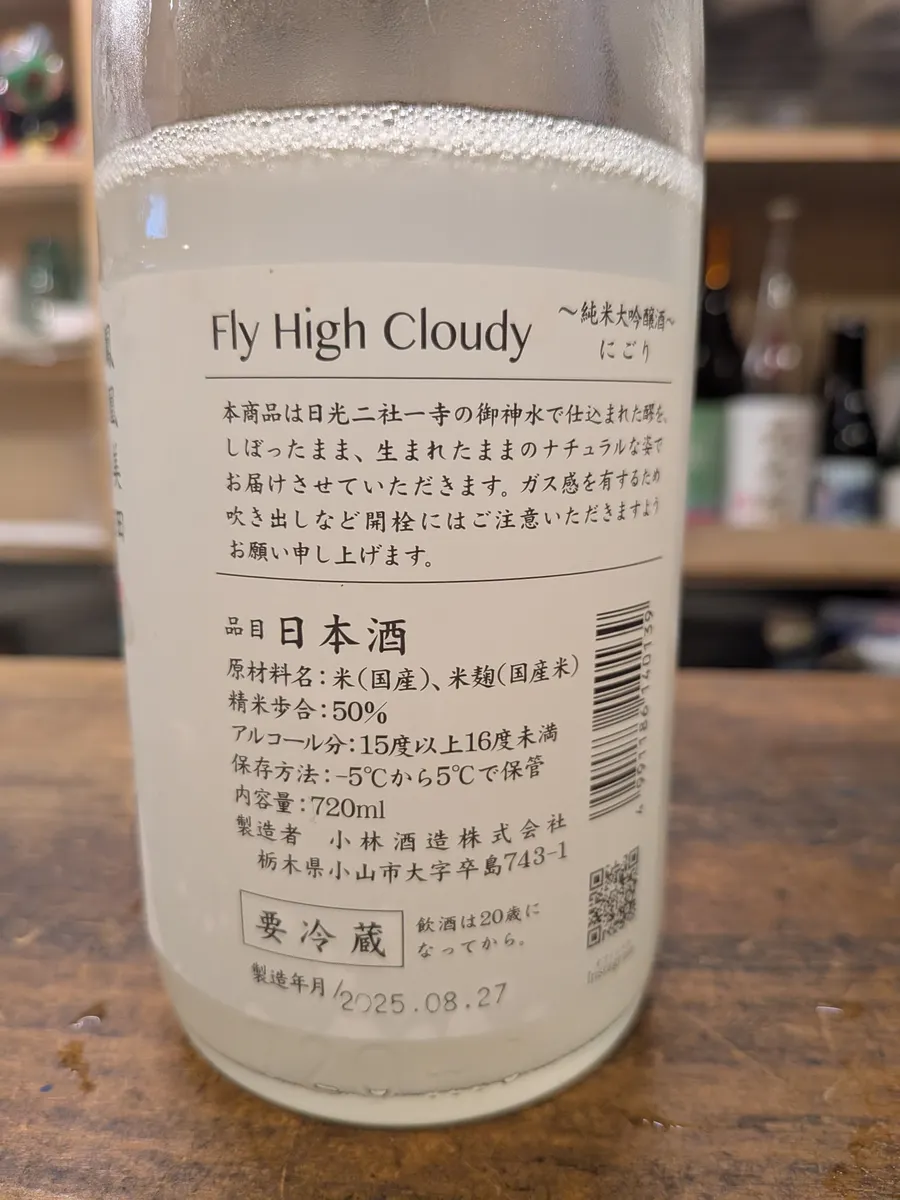 Fly High Cloudy
~純米大吟醸酒~
にごり
本商品は日光二社一寺の御神水で仕込まれた醪を、
しぼったまま、生まれたままのナチュラルな姿で
お届けさせていただきます。ガス感を有するため
吹き出しなど開栓にはご注意いただきますよう
お願い申し上げます。
品目 日本酒
原材料名：米(国産)、米麹(国産米)
精米歩合：50%
アルコール分：15度以上16度未満
保存方法：-5℃から5℃で保管
内容量：720ml
製造者 小林酒造株式会社
栃木県小山市大字卒島743-1
要冷蔵
飲酒は20歳に
なってから。
製造年月/2025.08.27
4991186140139
Instagram
鳳凰美田